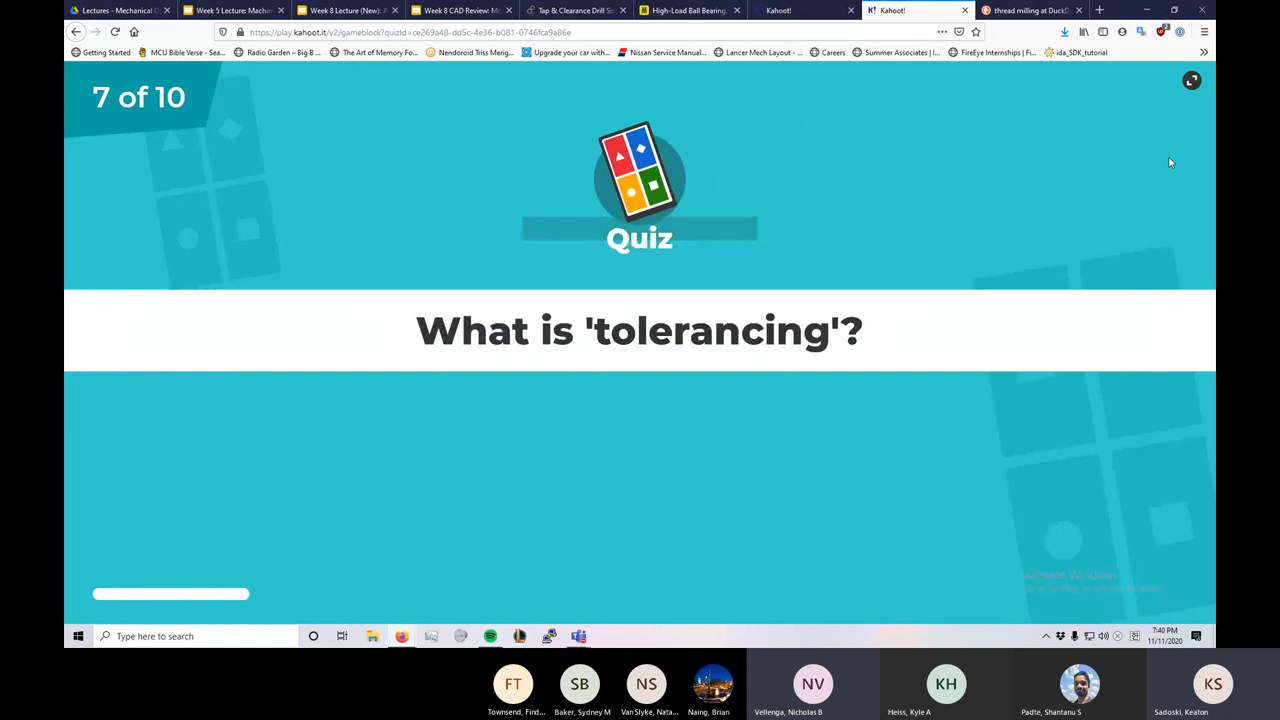 Lectures - Mechanical C
Week 5 Lecture: Machi
Week 8 Lecture (New): A
Week 8 CAD Review: M
Tap & Clearance Drill Si
High-Load Ball Bearing,
Kahoot!
Kahoot!
thread milling at DuckD
https://play.kahoot.it/v2/gameblock?quizId=ce269a48-dd5c-4e36-b081-0746fca9a86e
Getting Started
MCU Bible Verse - Sea...
Radio Garden – Big B ...
The Art of Memory Fo...
Nendoroid Triss Merig...
Upgrade your car with...
Nissan Service Manual...
Lancer Mech Layout -...
Careers
Summer Associates | I...
FireEye Internships | Fi...
ida_SDK_tutorial
7 of 10
Quiz
What is 'tolerancing'?
Activate Windows
Type here to search
7:40 PM
11/11/2020
FT
SB
NS
NV
KH
KS
Townsend, Find...
Baker, Sydney M
Van Slyke, Nata...
Naing, Brian
Vellenga, Nicholas B
Heiss, Kyle A
Padte, Shantanu S
Sadoski, Keaton